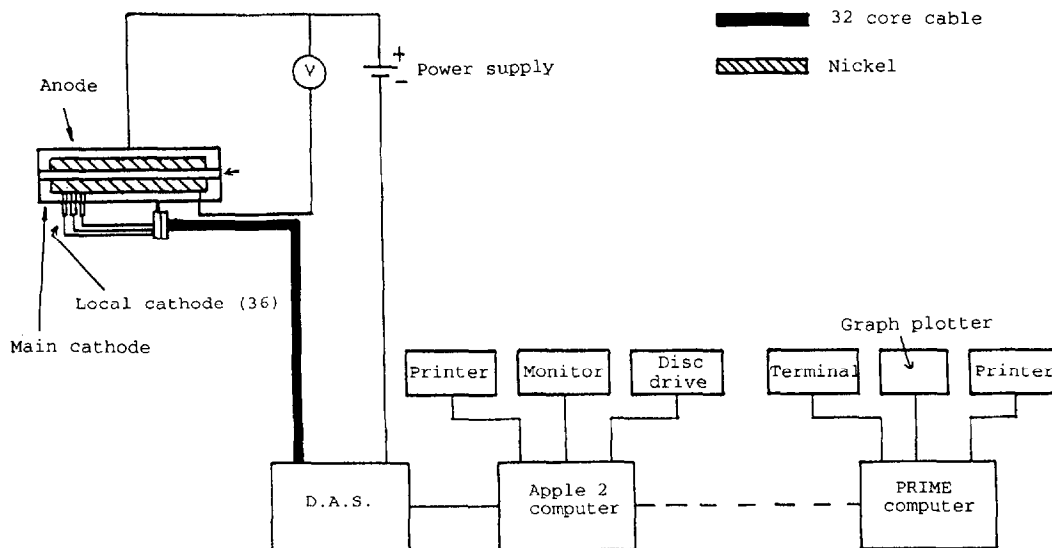 32 core cable
+
V
-
Power supply
Nickel
Anode
Local cathode (36)
Main cathode
Graph plotter
Printer
Monitor
Disc
drive
Terminal
Printer
D.A.S.
Apple 2
computer
PRIME
computer